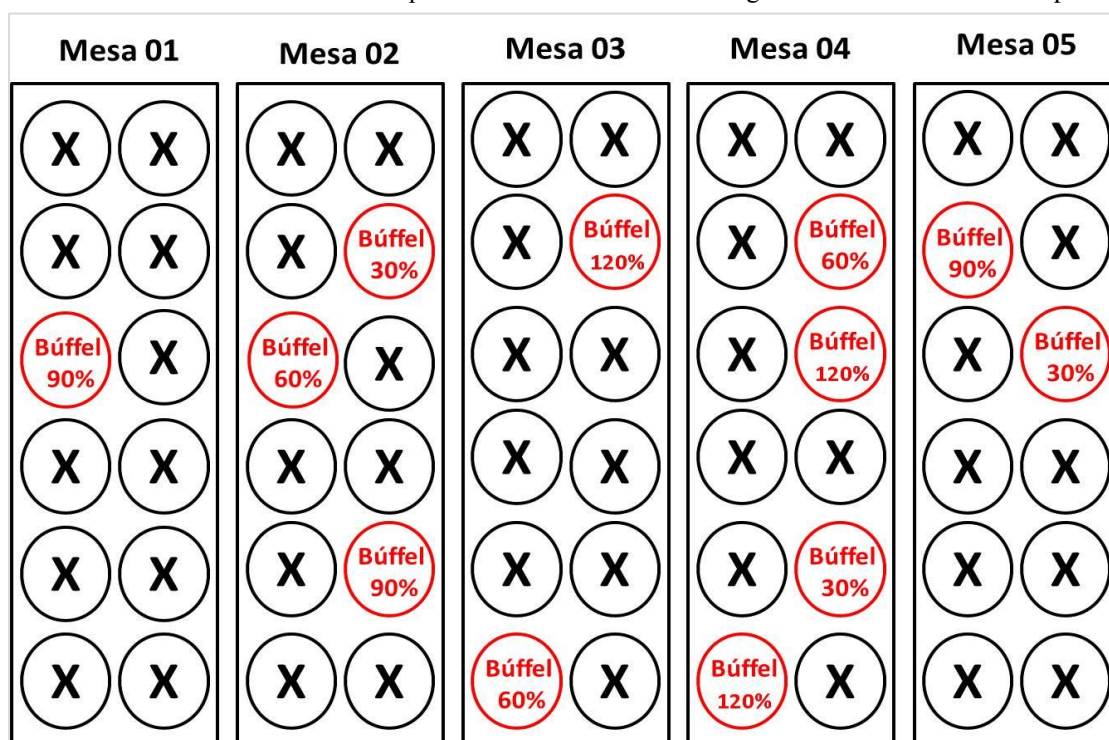 Mesa 01
X X
X X
Búffel
90%
X
X X
X X
X X
Mesa 02
X X
X
Búffel
30%
Búffel
60%
X
X X
X
Búffel
90%
X X
Mesa 03
X X
X
Búffel
120%
X X
X X
X X
Búffel
60%
X
Mesa 04
X X
X
Búffel
60%
X
Búffel
120%
X X
X
Búffel
30%
Búffel
120%
X
Mesa 05
X X
Búffel
90%
X
X
Búffel
30%
X X
X X
X X